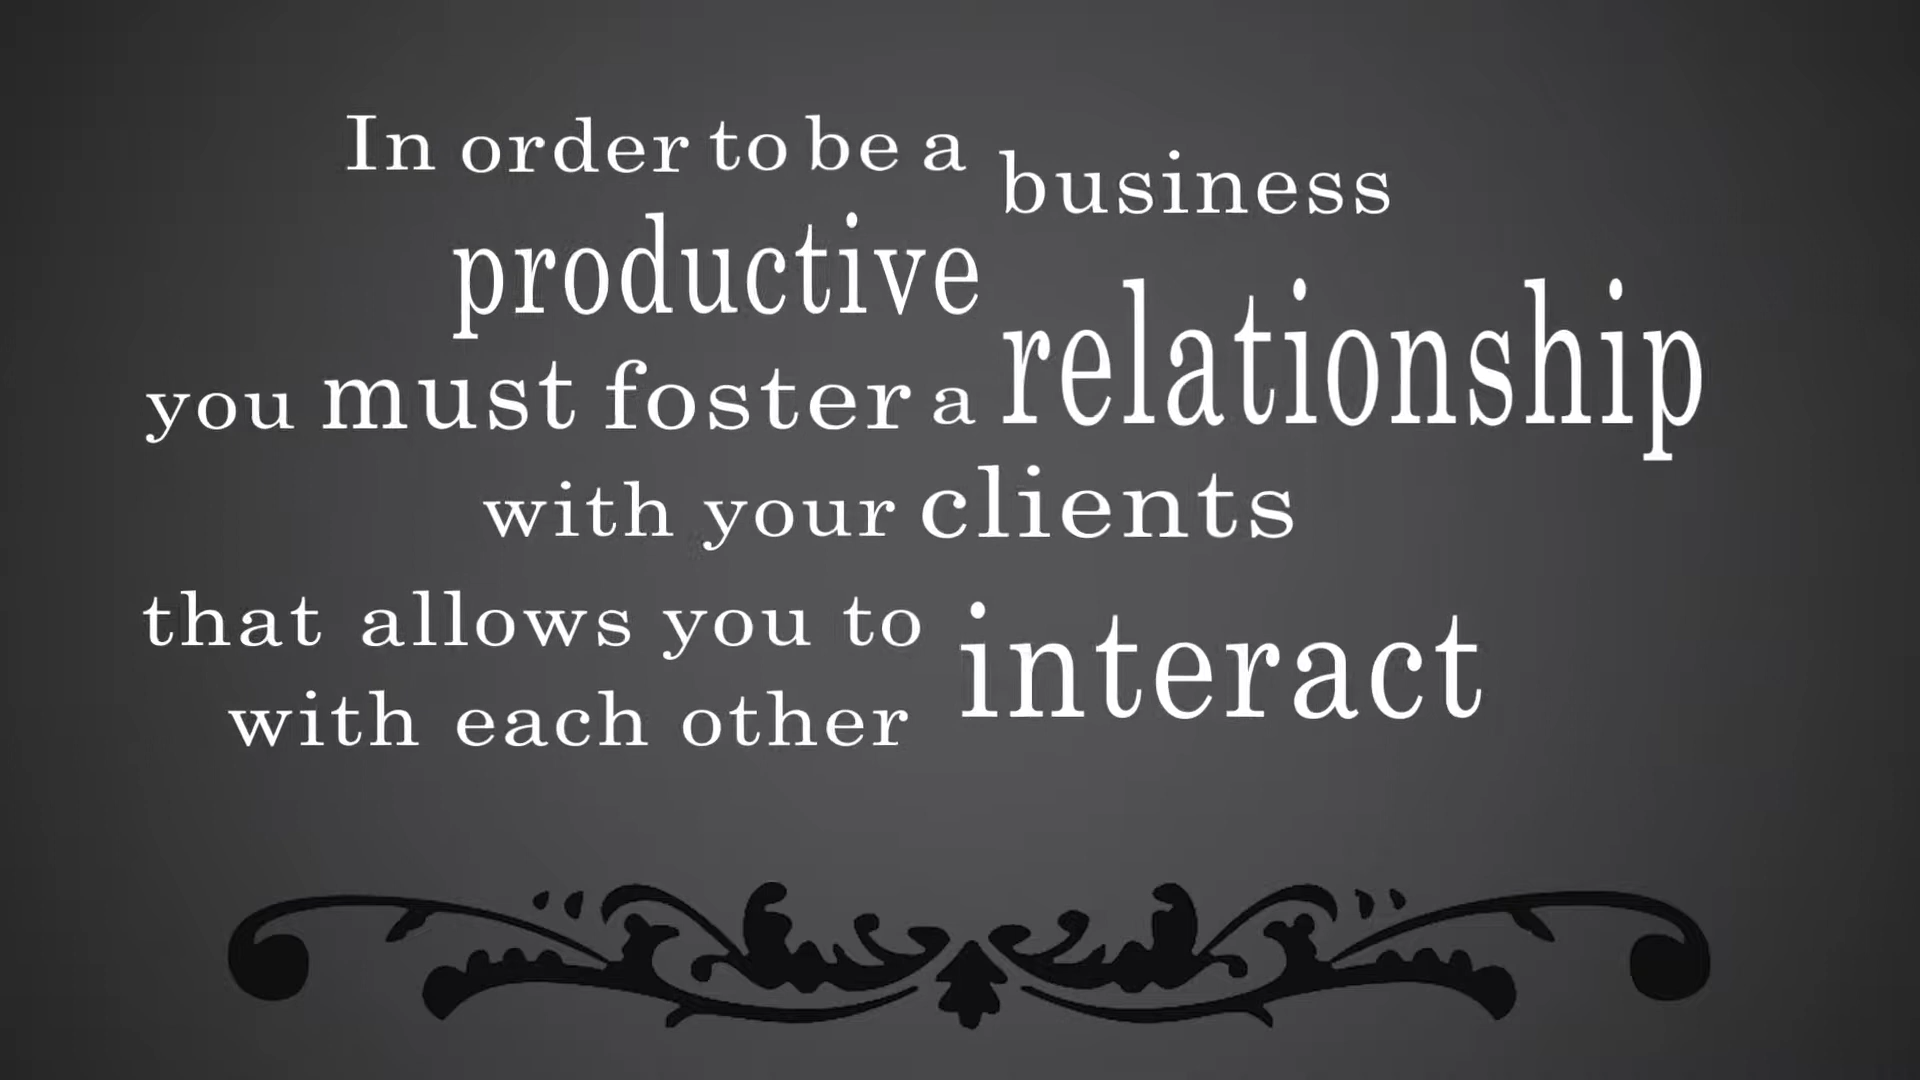 In order to be a
productive business
you must foster a relationship
with your clients
that allows you to interact
with each other